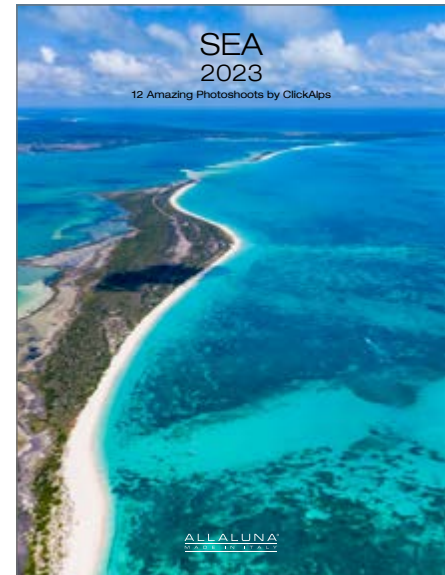 SEA
2023
12 Amazing Photoshoots by ClickAlps
ALLALUNA®
MADE IN ITALY